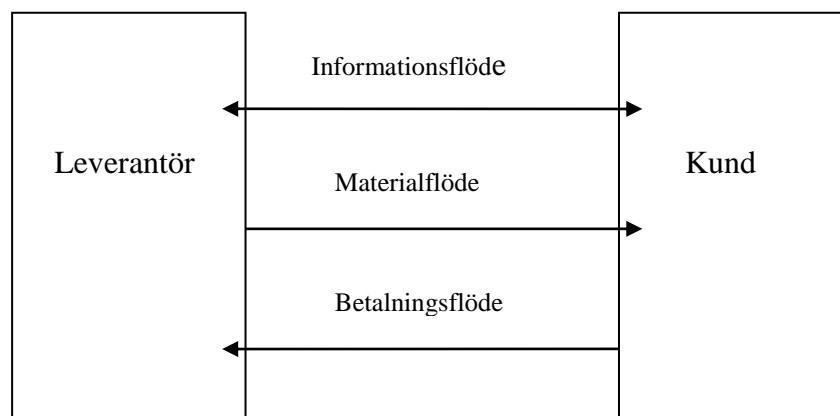 Informationsflöde
Leverantör
Kund
Materialflöde
Betalningsflöde